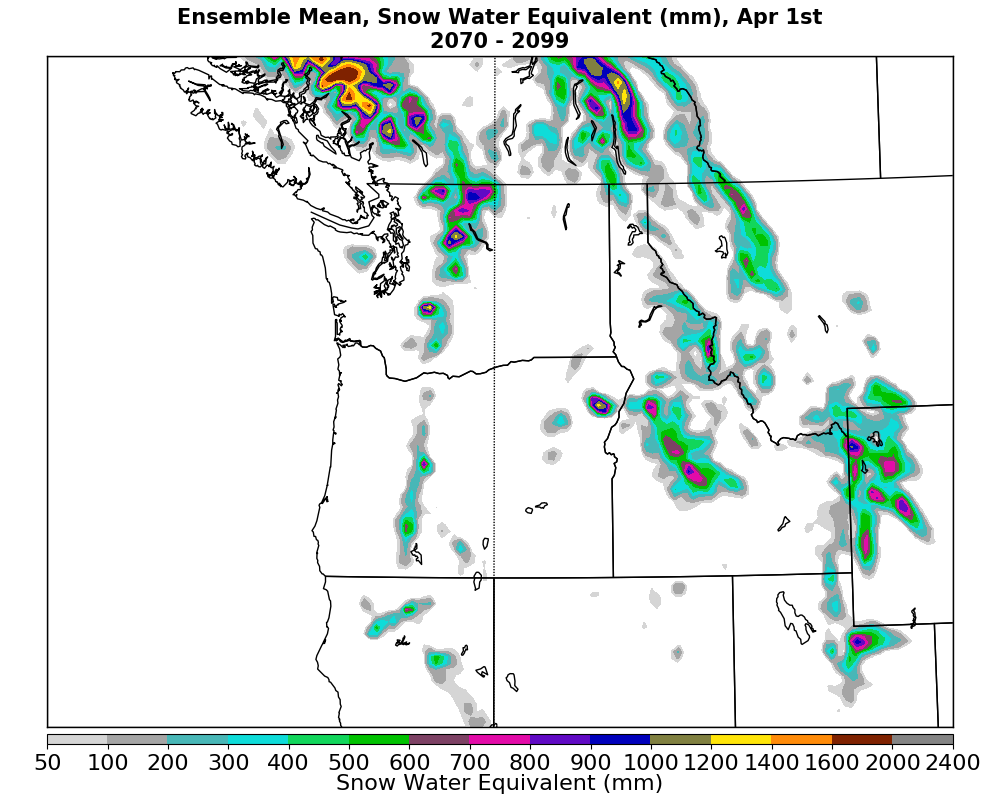 Ensemble Mean, Snow Water Equivalent (mm), Apr 1st
2070 - 2099
50 100 200 300 400 500 600 700 800 900 1000 1200 1400 1600 2000 2400
Snow Water Equivalent (mm)